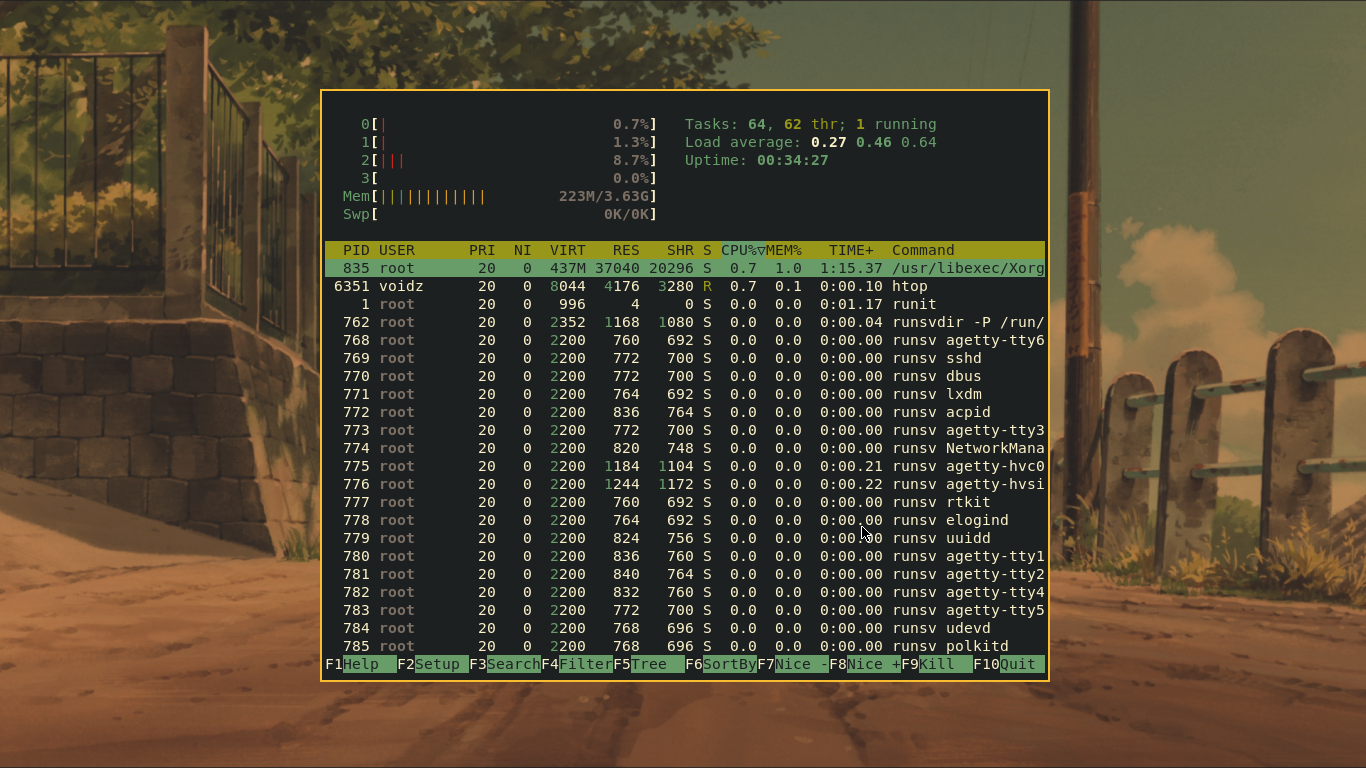 0[| 0.7%] Tasks: 64, 62 thr; 1 running
1[| 1.3%] Load average: 0.27 0.46 0.64
2[||| 8.7%] Uptime: 00:34:27
3[ 0.0%]
Mem[|||||||||||| 223M/3.63G]
Swp[ 0K/0K]
PID USER PRI NI VIRT RES SHR S CPU%▽MEM% TIME+ Command
835 root 20 0 437M 37040 20296 S 0.7 1.0 1:15.37 /usr/libexec/Xorg
6351 voidz 20 0 8044 4176 3280 R 0.7 0.1 0:00.10 htop
1 root 20 0 996 4 0 S 0.0 0.0 0:01.17 runit
762 root 20 0 2352 1168 1080 S 0.0 0.0 0:00.04 runsvdir -P /run/
768 root 20 0 2200 760 692 S 0.0 0.0 0:00.00 runsv agetty-tty6
769 root 20 0 2200 772 700 S 0.0 0.0 0:00.00 runsv sshd
770 root 20 0 2200 772 700 S 0.0 0.0 0:00.00 runsv dbus
771 root 20 0 2200 764 692 S 0.0 0.0 0:00.00 runsv lxdm
772 root 20 0 2200 836 764 S 0.0 0.0 0:00.00 runsv acpid
773 root 20 0 2200 772 700 S 0.0 0.0 0:00.00 runsv agetty-tty3
774 root 20 0 2200 820 748 S 0.0 0.0 0:00.00 runsv NetworkMana
775 root 20 0 2200 1184 1104 S 0.0 0.0 0:00.21 runsv agetty-hvc0
776 root 20 0 2200 1244 1172 S 0.0 0.0 0:00.22 runsv agetty-hvsi
777 root 20 0 2200 760 692 S 0.0 0.0 0:00.00 runsv rtkit
778 root 20 0 2200 764 692 S 0.0 0.0 0:00.00 runsv elogind
779 root 20 0 2200 824 756 S 0.0 0.0 0:00.00 runsv uuidd
780 root 20 0 2200 836 760 S 0.0 0.0 0:00.00 runsv agetty-tty1
781 root 20 0 2200 840 764 S 0.0 0.0 0:00.00 runsv agetty-tty2
782 root 20 0 2200 832 760 S 0.0 0.0 0:00.00 runsv agetty-tty4
783 root 20 0 2200 772 700 S 0.0 0.0 0:00.00 runsv agetty-tty5
784 root 20 0 2200 768 696 S 0.0 0.0 0:00.00 runsv udevd
785 root 20 0 2200 768 696 S 0.0 0.0 0:00.00 runsv polkitd
F1Help F2Setup F3SearchF4FilterF5Tree F6SortByF7Nice -F8Nice +F9Kill F10Quit